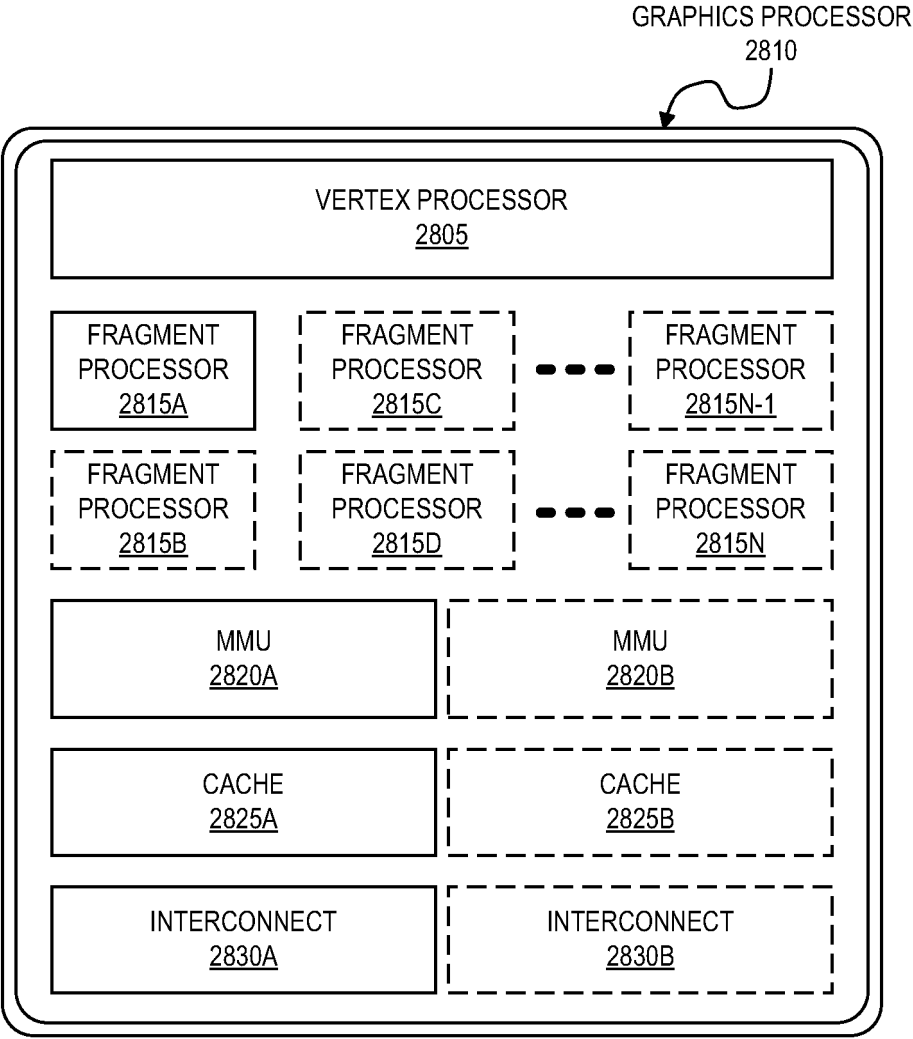 GRAPHICS PROCESSOR
2810
VERTEX PROCESSOR
2805
FRAGMENT
PROCESSOR
2815A
FRAGMENT
PROCESSOR
2815C
FRAGMENT
PROCESSOR
2815N-1
FRAGMENT
PROCESSOR
2815B
FRAGMENT
PROCESSOR
2815D
FRAGMENT
PROCESSOR
2815N
MMU
2820A
MMU
2820B
CACHE
2825A
CACHE
2825B
INTERCONNECT
2830A
INTERCONNECT
2830B